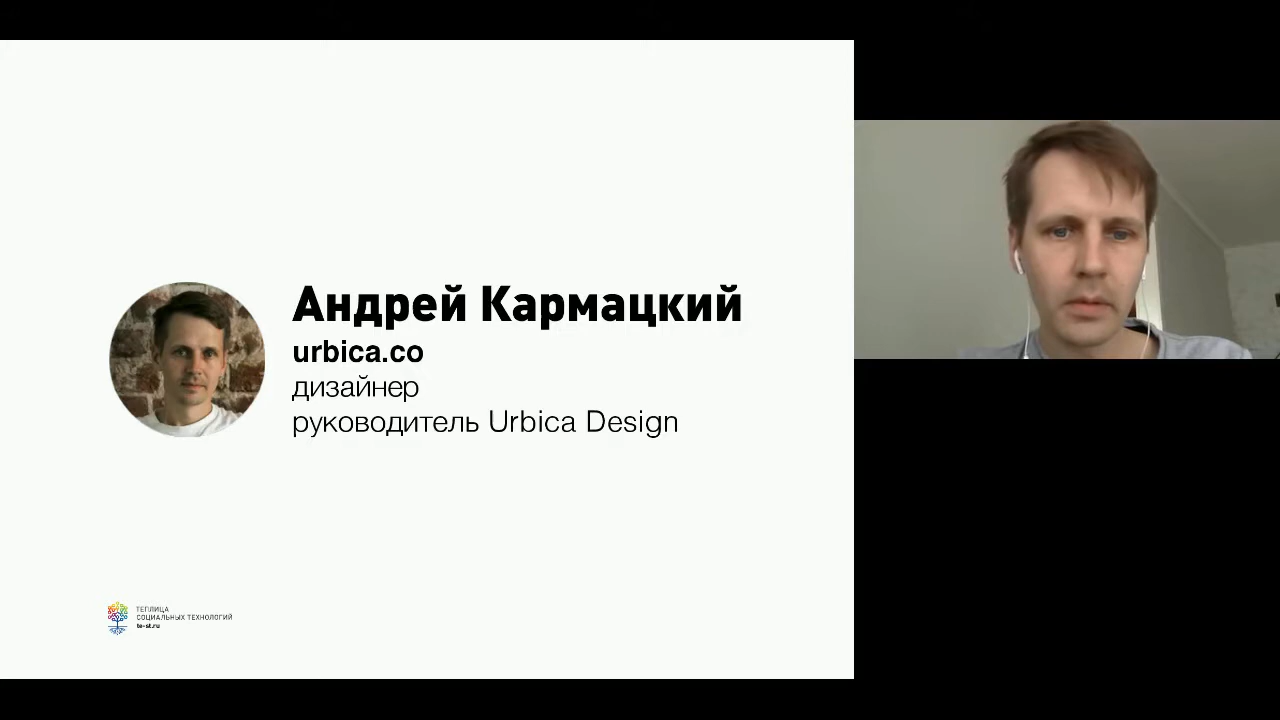 Андрей Кармацкий
urbica.co
дизайнер
руководитель Urbica Design
ТЕПЛИЦА
СОЦИАЛЬНЫХ ТЕХНОЛОГИЙ
te-st.ru